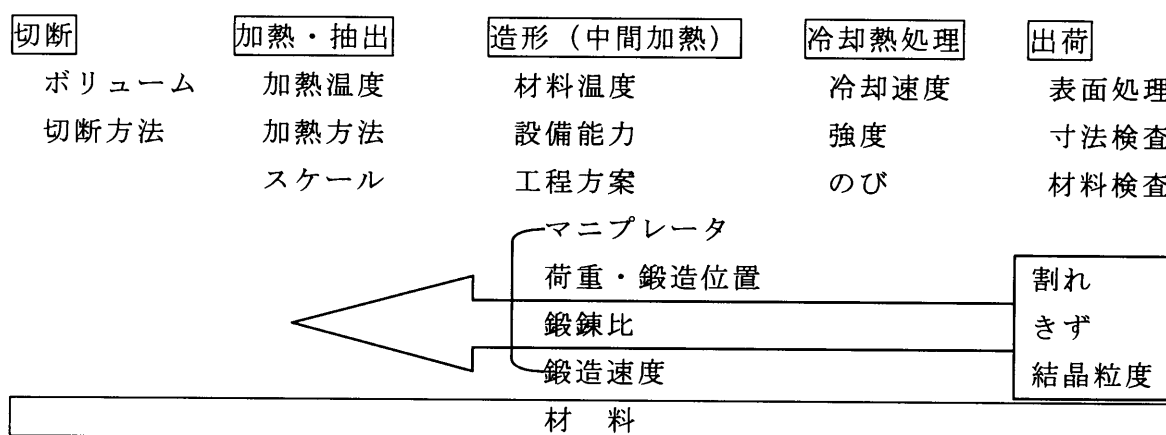 切断 加熱・抽出 造形（中間加熱） 冷却熱処理 出荷
ボリューム 加熱温度 材料温度 冷却速度 表面処理
切断方法 加熱方法 設備能力 強度 寸法検査
スケール 工程方案 のび 材料検査
マニプレータ
荷重・鍛造位置 割れ
鍛錬比 きず
鍛造速度 結晶粒度
材 料